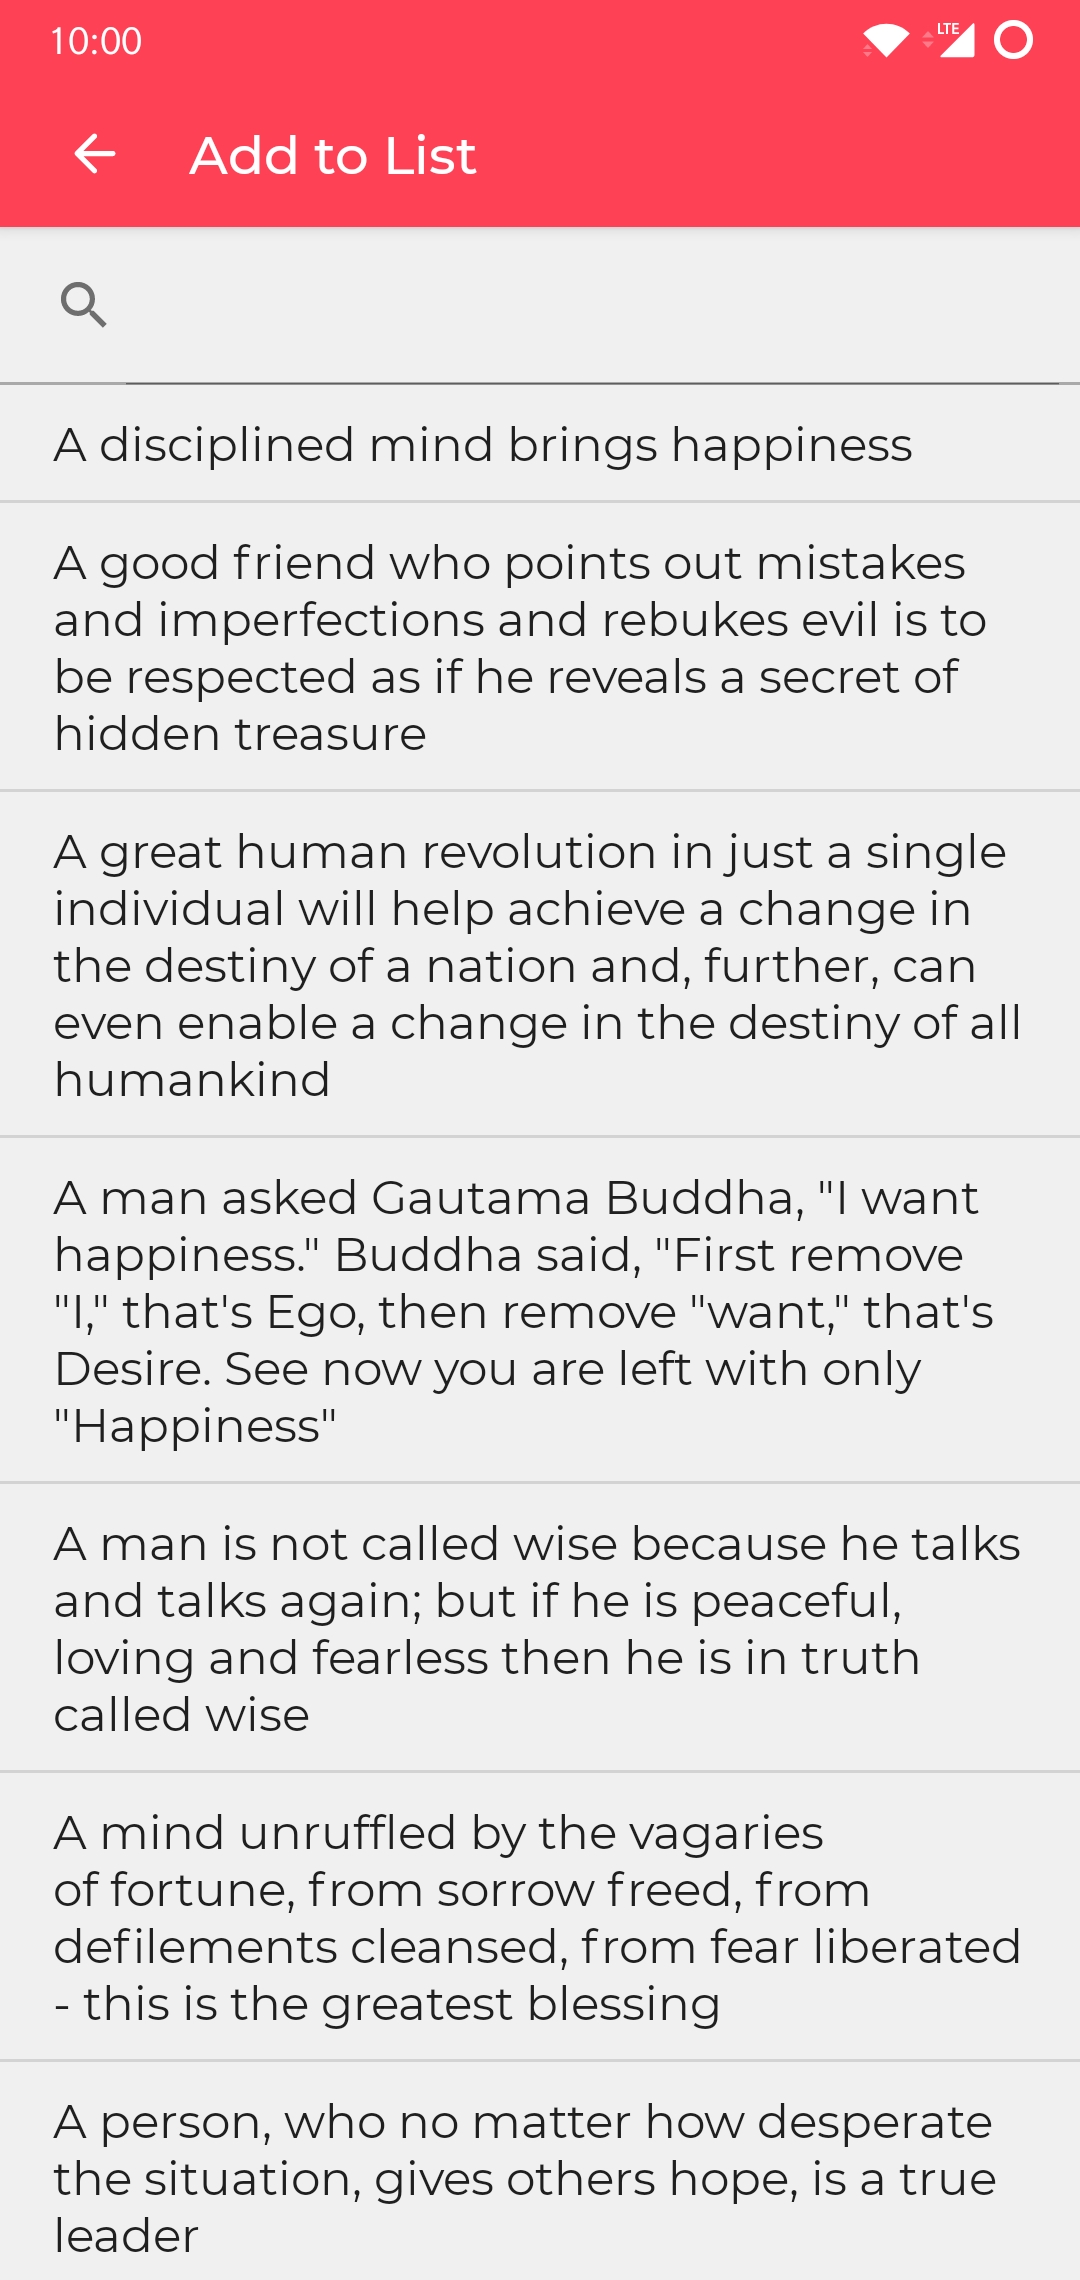 10:00
LTE
Add to List
A disciplined mind brings happiness
A good friend who points out mistakes
and imperfections and rebukes evil is to
be respected as if he reveals a secret of
hidden treasure
A great human revolution in just a single
individual will help achieve a change in
the destiny of a nation and, further, can
even enable a change in the destiny of all
humankind
A man asked Gautama Buddha, "I want
happiness." Buddha said, "First remove
"I," that's Ego, then remove "want," that's
Desire. See now you are left with only
"Happiness"
A man is not called wise because he talks
and talks again; but if he is peaceful,
loving and fearless then he is in truth
called wise
A mind unruffled by the vagaries
of fortune, from sorrow freed, from
defilements cleansed, from fear liberated
- this is the greatest blessing
A person, who no matter how desperate
the situation, gives others hope, is a true
leader